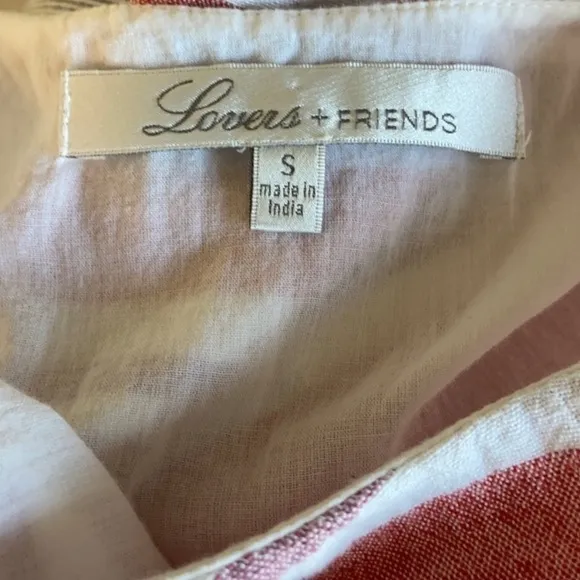 Lovers + FRIENDS
S
made in
India